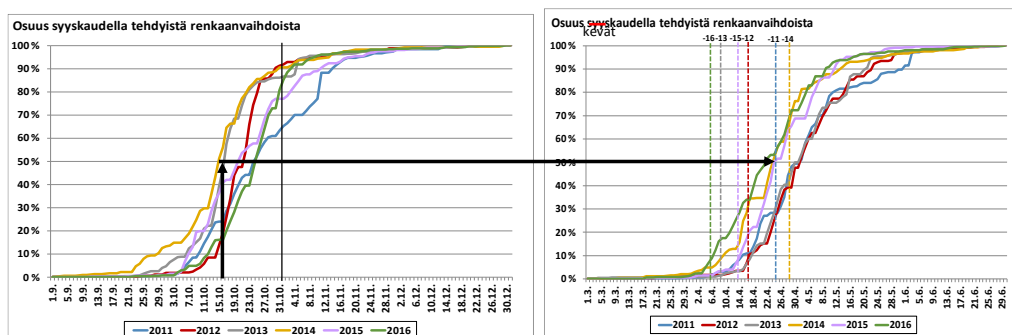 Osuus syyskaudella tehdyistä renkaanvaihdoista
100 %
90 %
80 %
70 %
60 %
50 %
40 %
30 %
20 %
10 %
0 %
1.9. 5.9. 9.9. 13.9. 17.9. 21.9. 25.9. 29.9. 3.10. 7.10. 11.10. 15.10. 19.10. 23.10. 27.10. 31.10. 4.11. 8.11. 12.11. 16.11. 20.11. 24.11. 28.11. 2.12. 6.12. 10.12. 14.12. 18.12. 22.12. 26.12. 30.12.
2011 2012 2013 2014 2015 2016
Osuus syyskaudella tehdyistä renkaanvaihdoista
kevät
-16 -13 -15 -12 -11 -14
100 %
90 %
80 %
70 %
60 %
50 %
40 %
30 %
20 %
10 %
0 %
1.3. 5.3. 9.3. 13.3. 17.3. 21.3. 25.3. 29.3. 2.4. 6.4. 10.4. 14.4. 18.4. 22.4. 26.4. 30.4. 4.5. 8.5. 12.5. 16.5. 20.5. 24.5. 28.5. 1.6. 5.6. 9.6. 13.6. 17.6. 21.6. 25.6. 29.6.
2011 2012 2013 2014 2015 2016